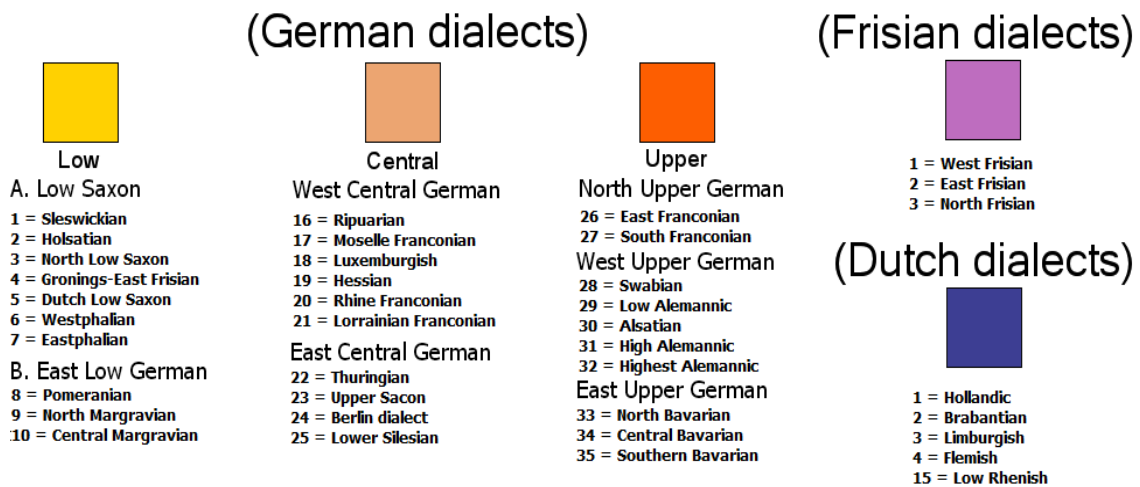 (German dialects)
Low
A. Low Saxon
1 = Sleswickian
2 = Holsatian
3 = North Low Saxon
4 = Gronings-East Frisian
5 = Dutch Low Saxon
6 = Westphalian
7 = Eastphalian
B. East Low German
8 = Pomeranian
9 = North Margravian
10 = Central Margravian
Central
West Central German
16 = Ripuarian
17 = Moselle Franconian
18 = Luxemburgish
19 = Hessian
20 = Rhine Franconian
21 = Lorrainian Franconian
East Central German
22 = Thuringian
23 = Upper Sacon
24 = Berlin dialect
25 = Lower Silesian
Upper
North Upper German
26 = East Franconian
27 = South Franconian
West Upper German
28 = Swabian
29 = Low Alemannic
30 = Alsatian
31 = High Alemannic
32 = Highest Alemannic
East Upper German
33 = North Bavarian
34 = Central Bavarian
35 = Southern Bavarian
(Frisian dialects)
1 = West Frisian
2 = East Frisian
3 = North Frisian
(Dutch dialects)
1 = Hollandic
2 = Brabantian
3 = Limburgish
4 = Flemish
15 = Low Rhenish